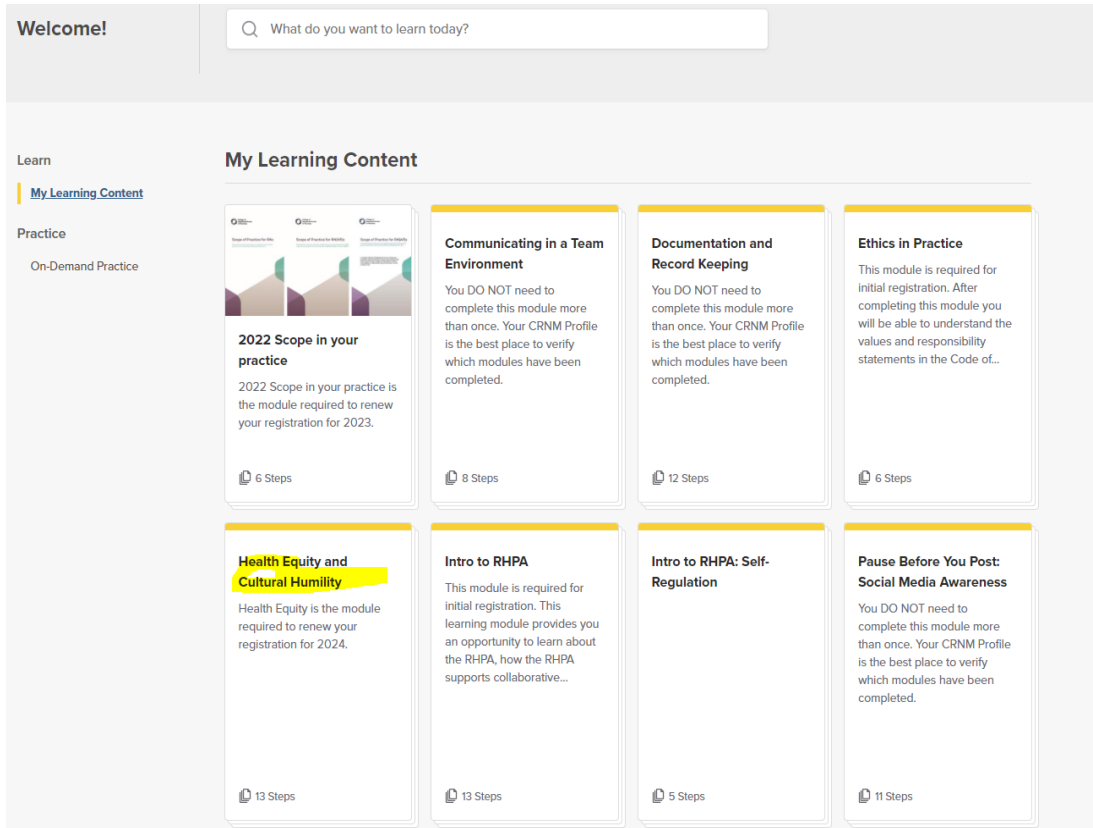 Welcome!
What do you want to learn today?
Learn
My Learning Content
Practice
On-Demand Practice
My Learning Content
2022 Scope in your
practice
2022 Scope in your practice is
the module required to renew
your registration for 2023.
6 Steps
Communicating in a Team
Environment
You DO NOT need to
complete this module more
than once. Your CRNM Profile
is the best place to verify
which modules have been
completed.
8 Steps
Documentation and
Record Keeping
You DO NOT need to
complete this module more
than once. Your CRNM Profile
is the best place to verify
which modules have been
completed.
12 Steps
Ethics in Practice
This module is required for
initial registration. After
completing this module you
will be able to understand the
values and responsibility
statements in the Code of...
6 Steps
Health Equity and
Cultural Humility
Health Equity is the module
required to renew your
registration for 2024.
13 Steps
Intro to RHPA
This module is required for
initial registration. This
learning module provides you
an opportunity to learn about
the RHPA, how the RHPA
supports collaborative...
13 Steps
Intro to RHPA: Self-
Regulation
5 Steps
Pause Before You Post:
Social Media Awareness
You DO NOT need to
complete this module more
than once. Your CRNM Profile
is the best place to verify
which modules have been
completed.
11 Steps